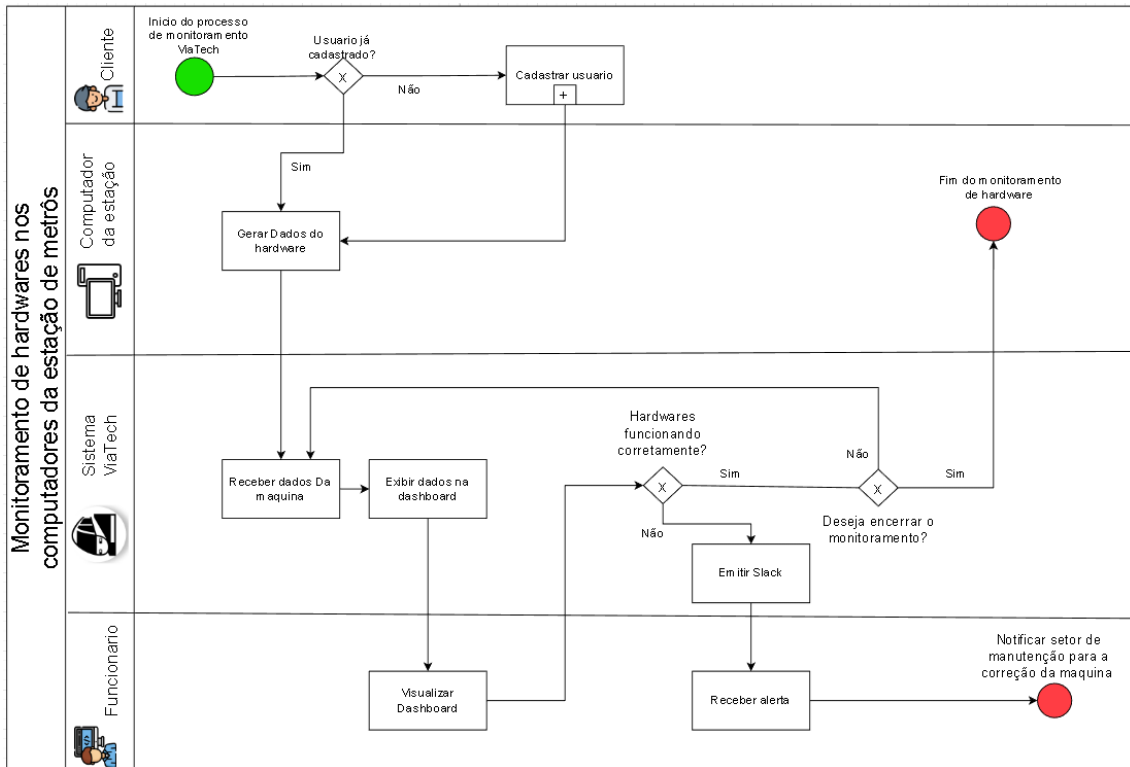 Monitoramento de hardwares nos
computadores da estação de metrôs
Cliente
Inicio do processo
de monitoramento
ViaTech
Usuario já
cadastrado?
X
Não
Cadastrar usuario
+
Sim
Computador
da estação
Gerar Dados do
hardware
Fim do monitoramento
de hardware
Sistema
ViaTech
Receber dados Da
maquina
Exibir dados na
dashboard
Hardwares
funcionando
corretamente?
X
Sim
Não
Não
X
Sim
Deseja encerrar o
monitoramento?
Emitir Slack
Funcionario
Visualizar
Dashboard
Receber alerta
Notificar setor de
manutenção para a
correção da maquina